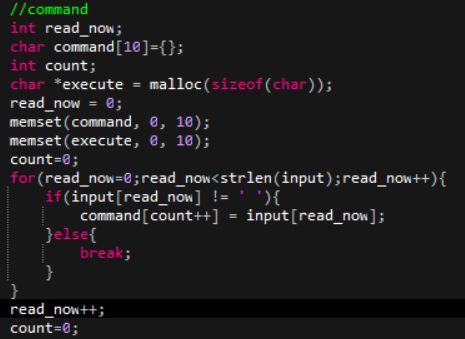 //command
int read_now;
char command[10]={};
int count;
char *execute = malloc(sizeof(char));
read_now = 0;
memset(command, 0, 10);
memset(execute, 0, 10);
count=0;
for(read_now=0;read_now<strlen(input);read_now++){
    if(input[read_now] != ' '){
        command[count++] = input[read_now];
    }else{
        break;
    }
}
read_now++;
count=0;